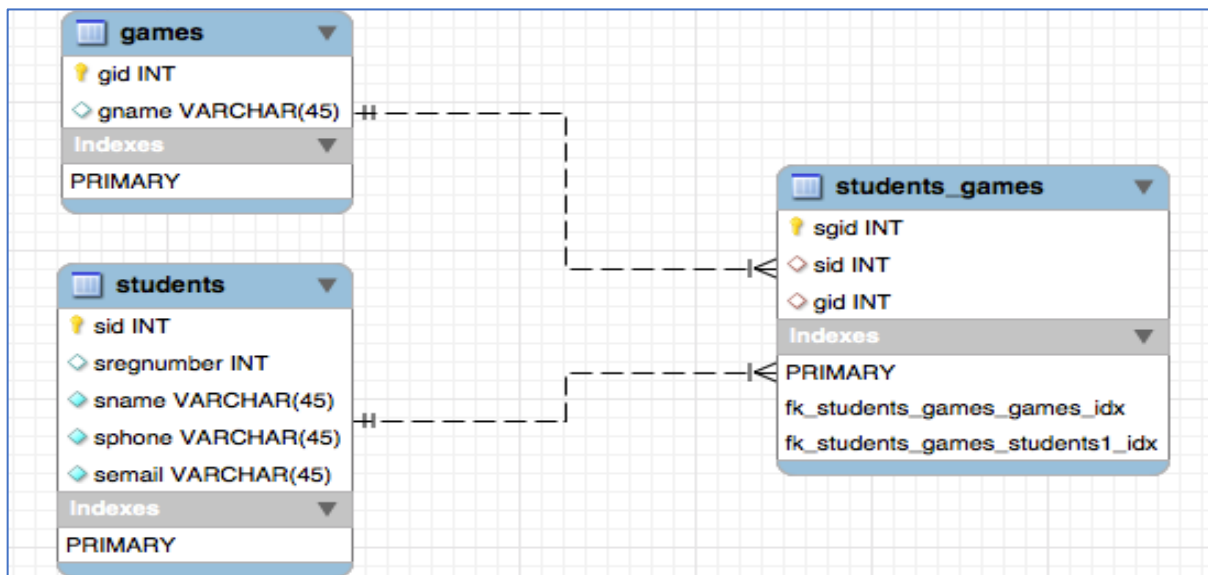 games
gid INT
gname VARCHAR(45)
Indexes
PRIMARY
students
sid INT
sregnumber INT
sname VARCHAR(45)
sphone VARCHAR(45)
semail VARCHAR(45)
Indexes
PRIMARY
students_games
sgid INT
sid INT
gid INT
Indexes
PRIMARY
fk_students_games_games_idx
fk_students_games_students1_idx